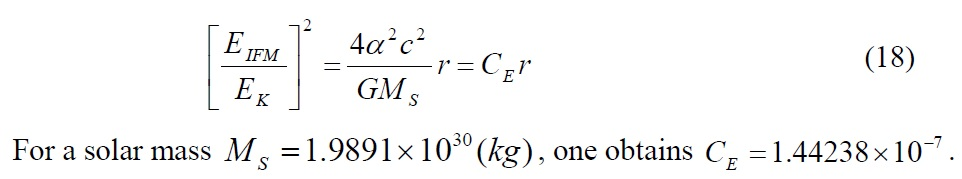 [E_IFM / E_K]^2 = 4α^2c^2 / GM_S r = C_E r (18)
For a solar mass M_S = 1.9891×10^30 (kg), one obtains C_E = 1.44238×10^-7.